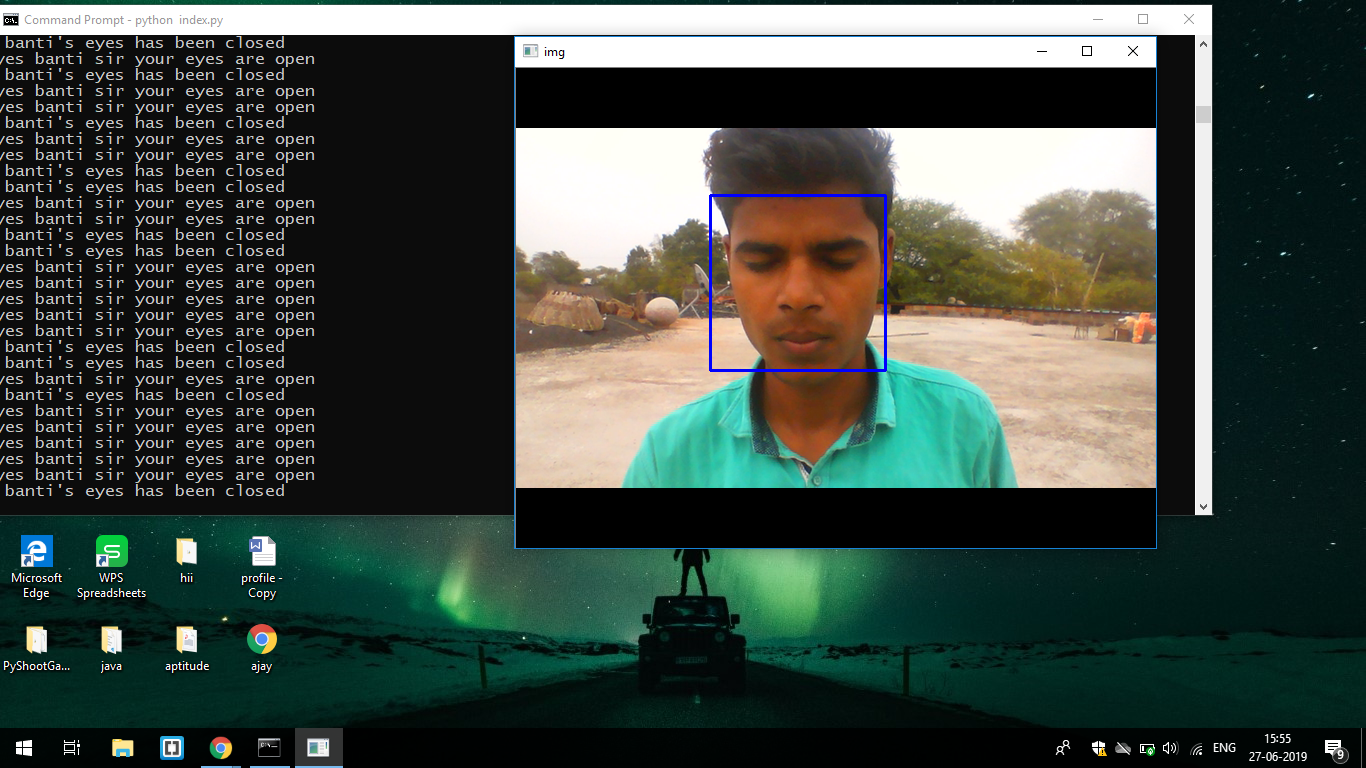 Command Prompt - python index.py
banti's eyes has been closed
yes banti sir your eyes are open
banti's eyes has been closed
yes banti sir your eyes are open
yes banti sir your eyes are open
banti's eyes has been closed
yes banti sir your eyes are open
yes banti sir your eyes are open
banti's eyes has been closed
banti's eyes has been closed
yes banti sir your eyes are open
yes banti sir your eyes are open
banti's eyes has been closed
banti's eyes has been closed
yes banti sir your eyes are open
yes banti sir your eyes are open
yes banti sir your eyes are open
yes banti sir your eyes are open
yes banti sir your eyes are open
banti's eyes has been closed
banti's eyes has been closed
yes banti sir your eyes are open
banti's eyes has been closed
yes banti sir your eyes are open
yes banti sir your eyes are open
yes banti sir your eyes are open
yes banti sir your eyes are open
yes banti sir your eyes are open
banti's eyes has been closed
img
Microsoft
Edge
WPS
Spreadsheets
hii
profile -
Copy
PyShootGa...
java
aptitude
ajay
ENG
15:55
27-06-2019
9